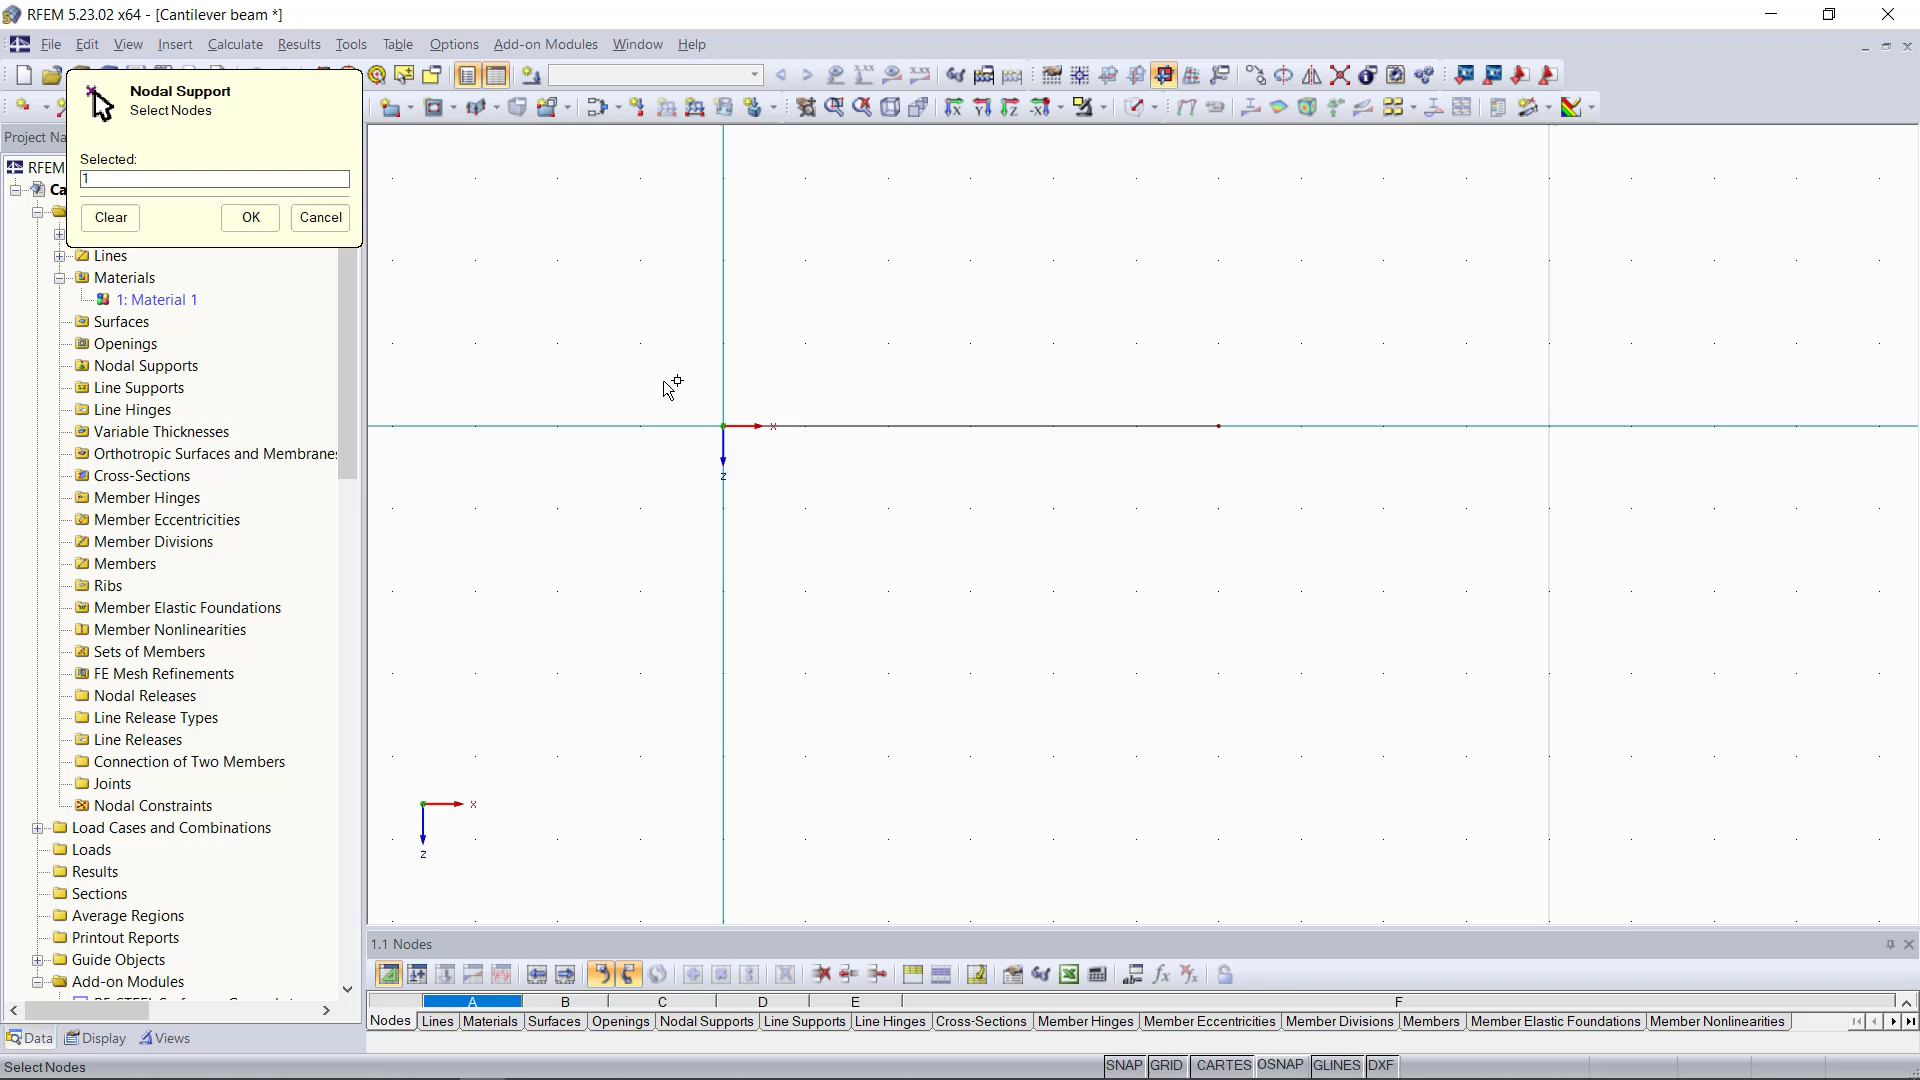 RFEM 5.23.02 x64 - [Cantilever beam *]
File Edit View Insert Calculate Results Tools Table Options Add-on Modules Window Help
Nodal Support
Select Nodes
Selected:
1
Clear OK Cancel
Project Na
RFEM
Ca
Lines
Materials
1: Material 1
Surfaces
Openings
Nodal Supports
Line Supports
Line Hinges
Variable Thicknesses
Orthotropic Surfaces and Membranes
Cross-Sections
Member Hinges
Member Eccentricities
Member Divisions
Members
Ribs
Member Elastic Foundations
Member Nonlinearities
Sets of Members
FE Mesh Refinements
Nodal Releases
Line Release Types
Line Releases
Connection of Two Members
Joints
Nodal Constraints
Load Cases and Combinations
Loads
Results
Sections
Average Regions
Printout Reports
Guide Objects
Add-on Modules
Data Display Views
x
z
x
z
1.1 Nodes
A B C D E F
Nodes Lines Materials Surfaces Openings Nodal Supports Line Supports Line Hinges Cross-Sections Member Hinges Member Eccentricities Member Divisions Members Member Elastic Foundations Member Nonlinearities
Select Nodes
SNAP GRID CARTES OSNAP GLINES DXF